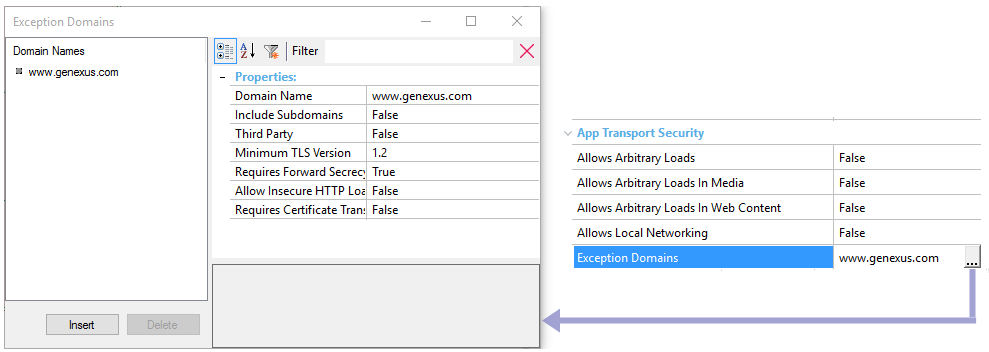 Exception Domains
Domain Names
www.genexus.com
Filter
Properties:
Domain Name www.genexus.com
Include Subdomains False
Third Party False
Minimum TLS Version 1.2
Requires Forward Secrecy True
Allow Insecure HTTP Loa False
Requires Certificate Trans False
Insert
Delete
App Transport Security
Allows Arbitrary Loads False
Allows Arbitrary Loads In Media False
Allows Arbitrary Loads In Web Content False
Allows Local Networking False
Exception Domains www.genexus.com ...